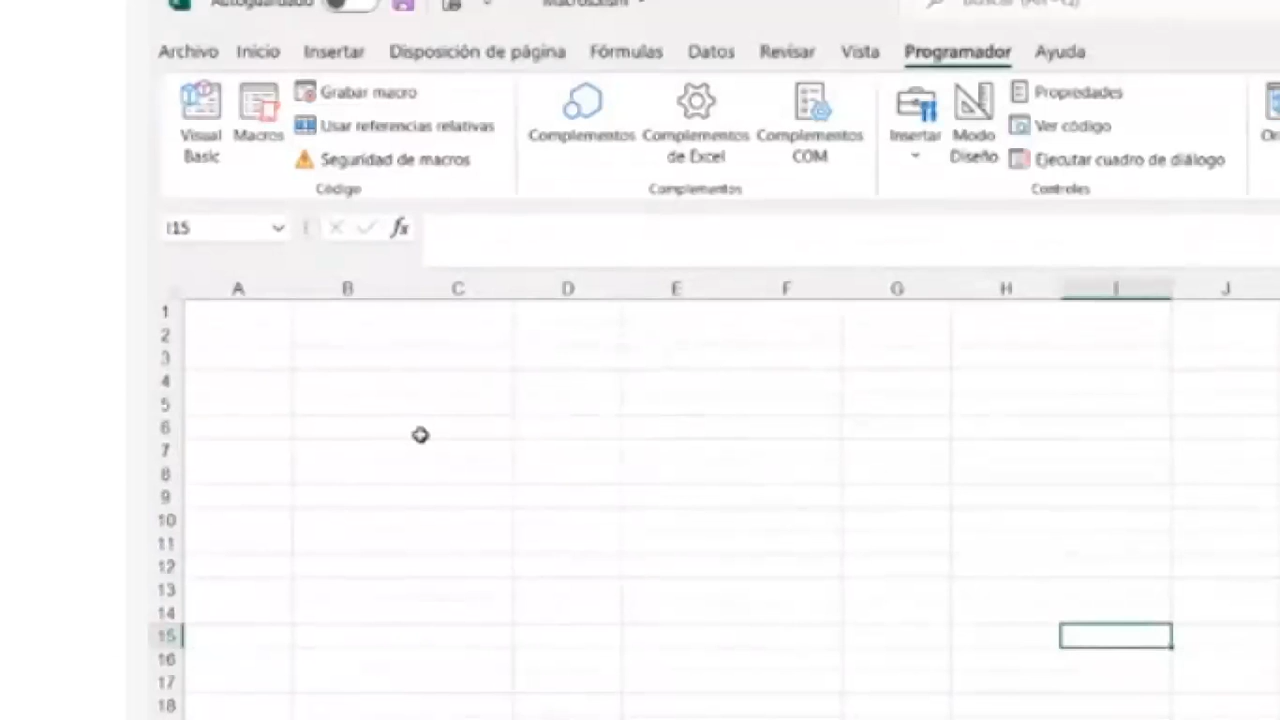 Autoguardado
Archivo Inicio Insertar Disposición de página Fórmulas Datos Revisar Vista Programador Ayuda
Visual Basic
Macros
Grabar macro
Usar referencias relativas
Seguridad de macros
Código
Complementos
Complementos de Excel
Complementos COM
Complementos
Insertar
Modo Diseño
Propiedades
Ver código
Ejecutar cuadro de diálogo
Controles
I15 fx
A B C D E F G H I J
1
2
3
4
5
6
7
8
9
10
11
12
13
14
15
16
17
18